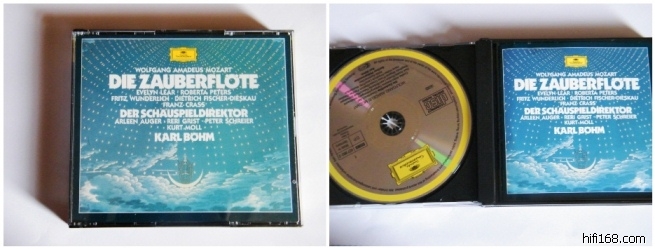 WOLFGANG AMADEUS MOZART
DIE ZAUBERFLÖTE
EVELYN LEAR · ROBERTA PETERS
FRITZ WUNDERLICH · DIETRICH FISCHER-DIESKAU
FRANZ CRASS
DER SCHAUSPIELDIREKTOR
ARLEEN AUGER · RERI GRIST · PETER SCHREIER
KURT MOLL
KARL BÖHM
WOLFGANG AMADEUS MOZART
DIE ZAUBERFLÖTE
EVELYN LEAR · ROBERTA PETERS
FRITZ WUNDERLICH · DIETRICH FISCHER-DIESKAU
FRANZ CRASS
DER SCHAUSPIELDIREKTOR
ARLEEN AUGER · RERI GRIST · PETER SCHREIER
KURT MOLL
KARL BÖHM
hifi168.com